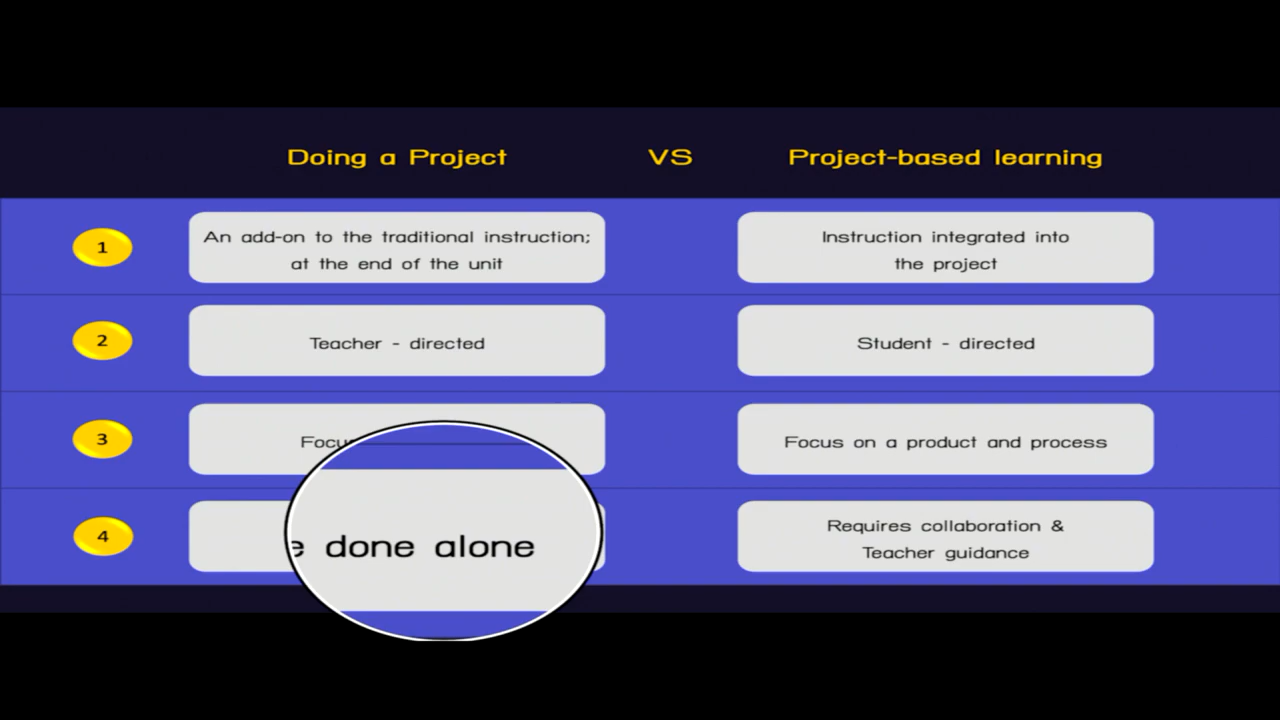 Doing a Project VS Project-based learning
1
An add-on to the traditional instruction;
at the end of the unit
Instruction integrated into
the project
2
Teacher - directed
Student - directed
3
Focus on a product and process
4
done alone
Requires collaboration &
Teacher guidance